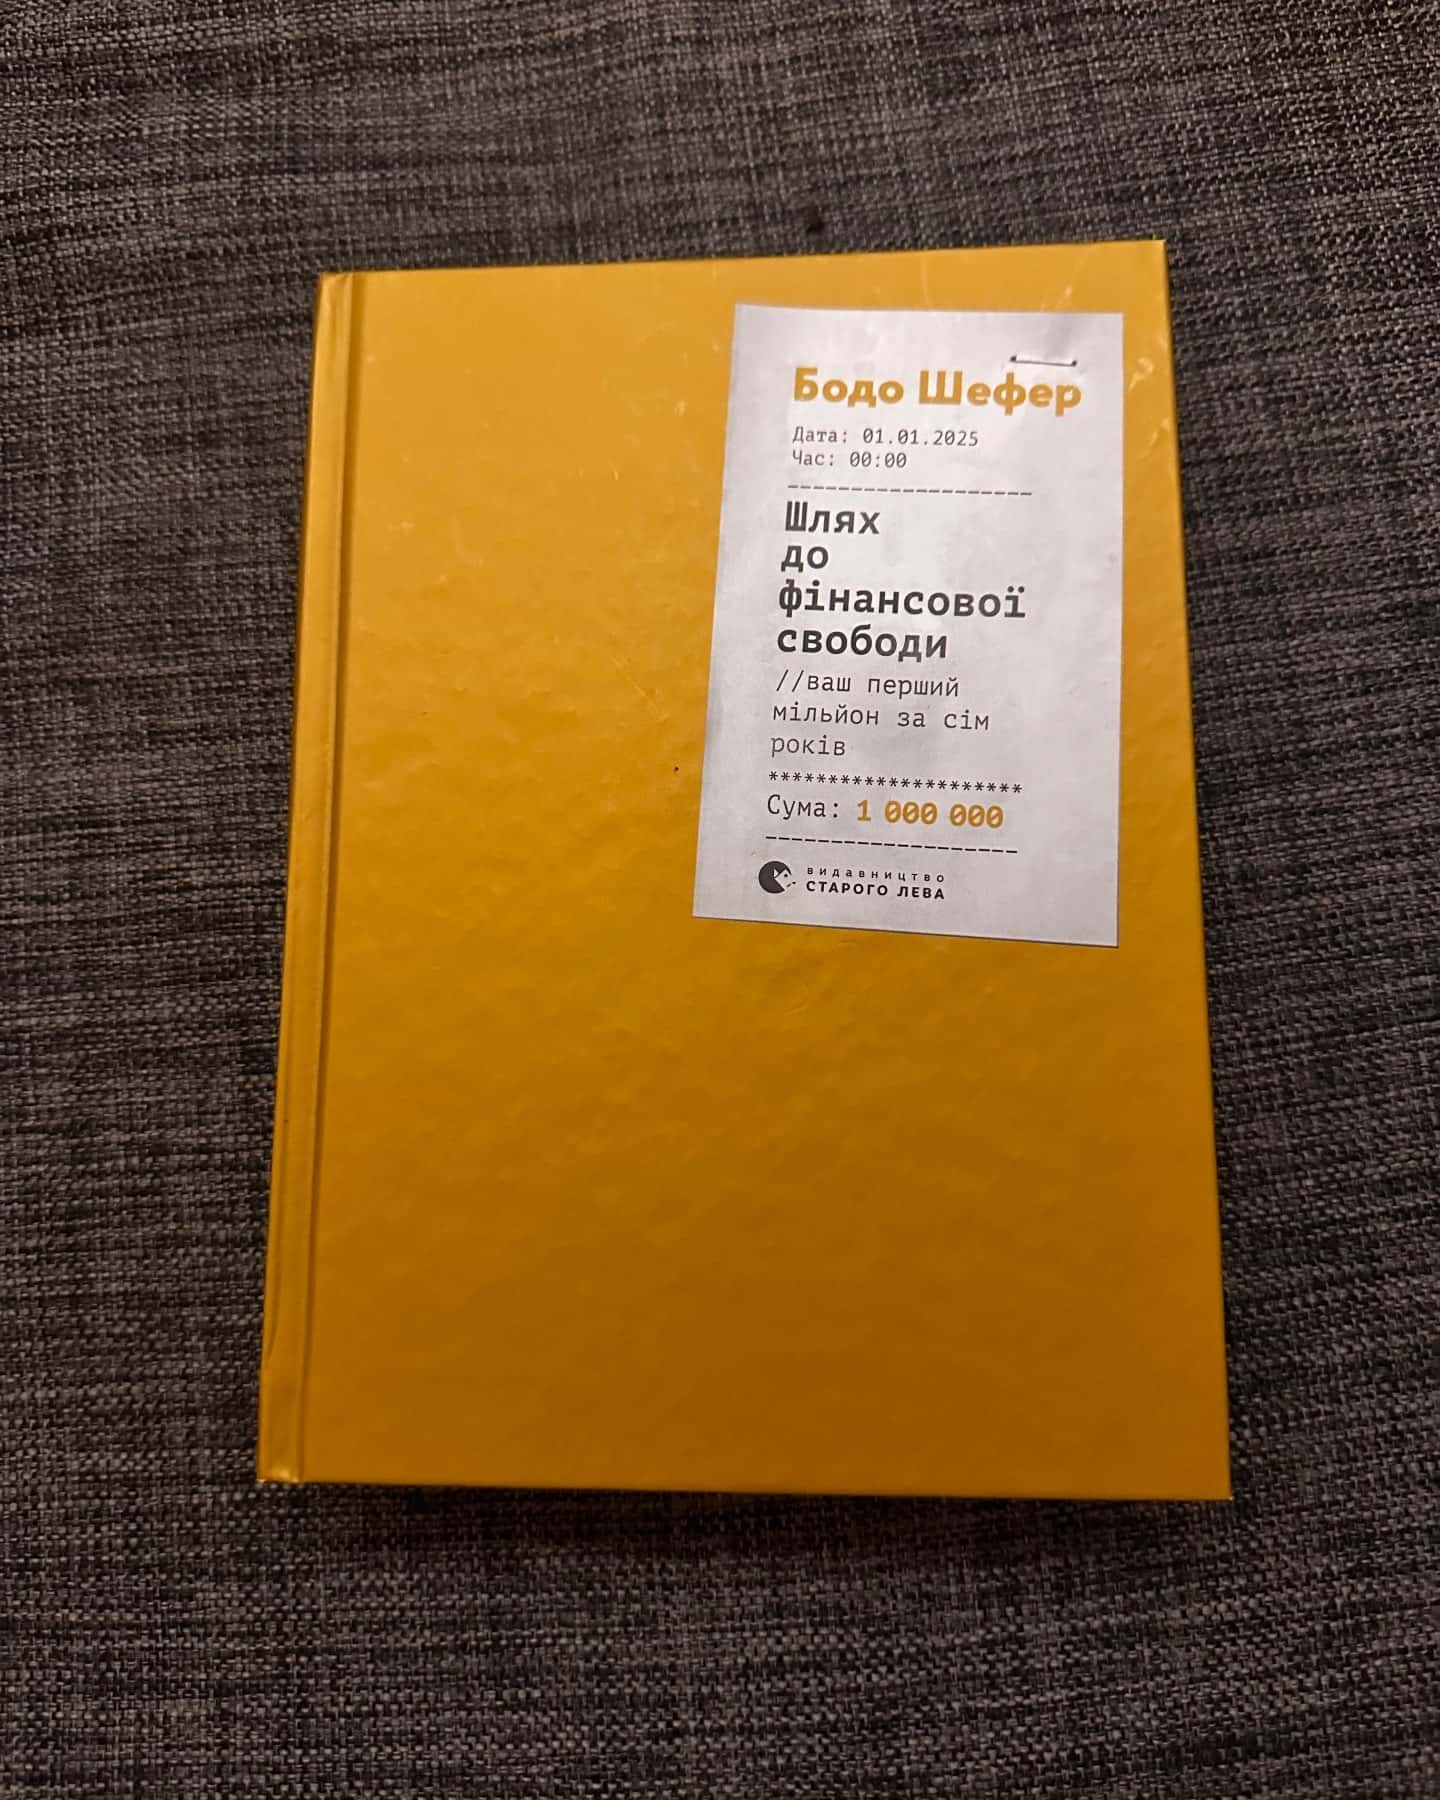 Бодо Шефер
Дата: 01.01.2025
Час: 00:00
-------------------
Шлях
до
фінансової
свободи
//ваш перший
мільйон за сім
років
*********************
Сума: 1 000 000
-------------------
видавництво
СТАРОГО ЛЕВА